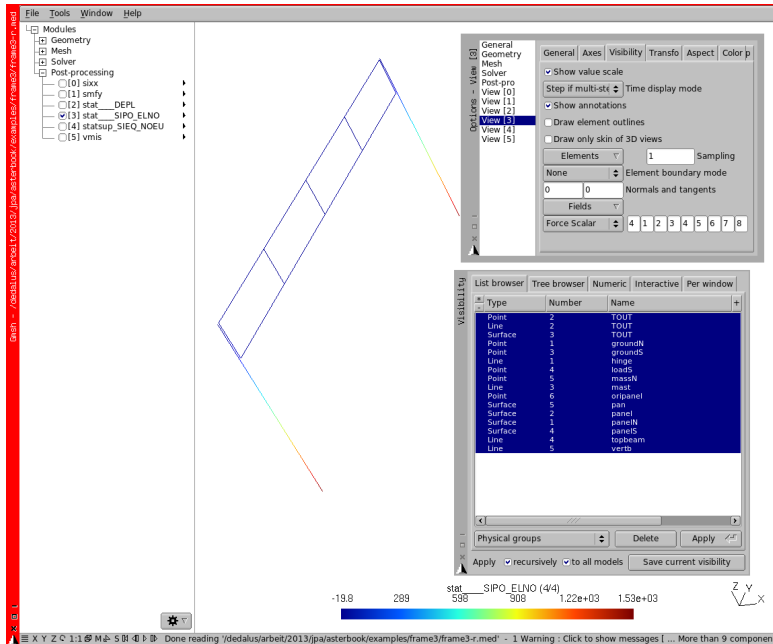 File Tools Window Help
Gmsh - /dedalus/arbeit/2013/jpa/asterbook/examples/frame3/frame3-r.med
Modules
Geometry
Mesh
Solver
Post-processing
[0] sixx
[1] smfy
[2] stat____DEPL
[3] stat____SIPO_ELNO
[4] statsup_SIEQ_NOEU
[5] vmis
Options - View [3]
General
Geometry
Mesh
Solver
Post-pro
View [0]
View [1]
View [2]
View [3]
View [4]
View [5]
General Axes Visibility Transfo Aspect Color p
Show value scale
Step if multi-ste Time display mode
Show annotations
Draw element outlines
Draw only skin of 3D views
Elements 1 Sampling
None Element boundary mode
0 0 Normals and tangents
Fields
Force Scalar 4 1 2 3 4 5 6 7 8
Visibility
List browser Tree browser Numeric Interactive Per window
* - Type Number Name +
Point 2 TOUT
Line 2 TOUT
Surface 3 TOUT
Point 1 groundN
Point 3 groundS
Line 1 hinge
Point 4 loadS
Point 5 massN
Line 3 mast
Point 6 oripanel
Surface 5 pan
Surface 2 panel
Surface 1 panelN
Surface 4 panelS
Line 4 topbeam
Line 5 vertb
Physical groups Delete Apply
Apply recursively to all models Save current visibility
stat____SIPO_ELNO (4/4)
-19.8 289 598 908 1.22e+03 1.53e+03
Z Y X
X Y Z 1:1 M S Done reading '/dedalus/arbeit/2013/jpa/asterbook/examples/frame3/frame3-r.med' - 1 Warning : Click to show messages [ ... More than 9 componen